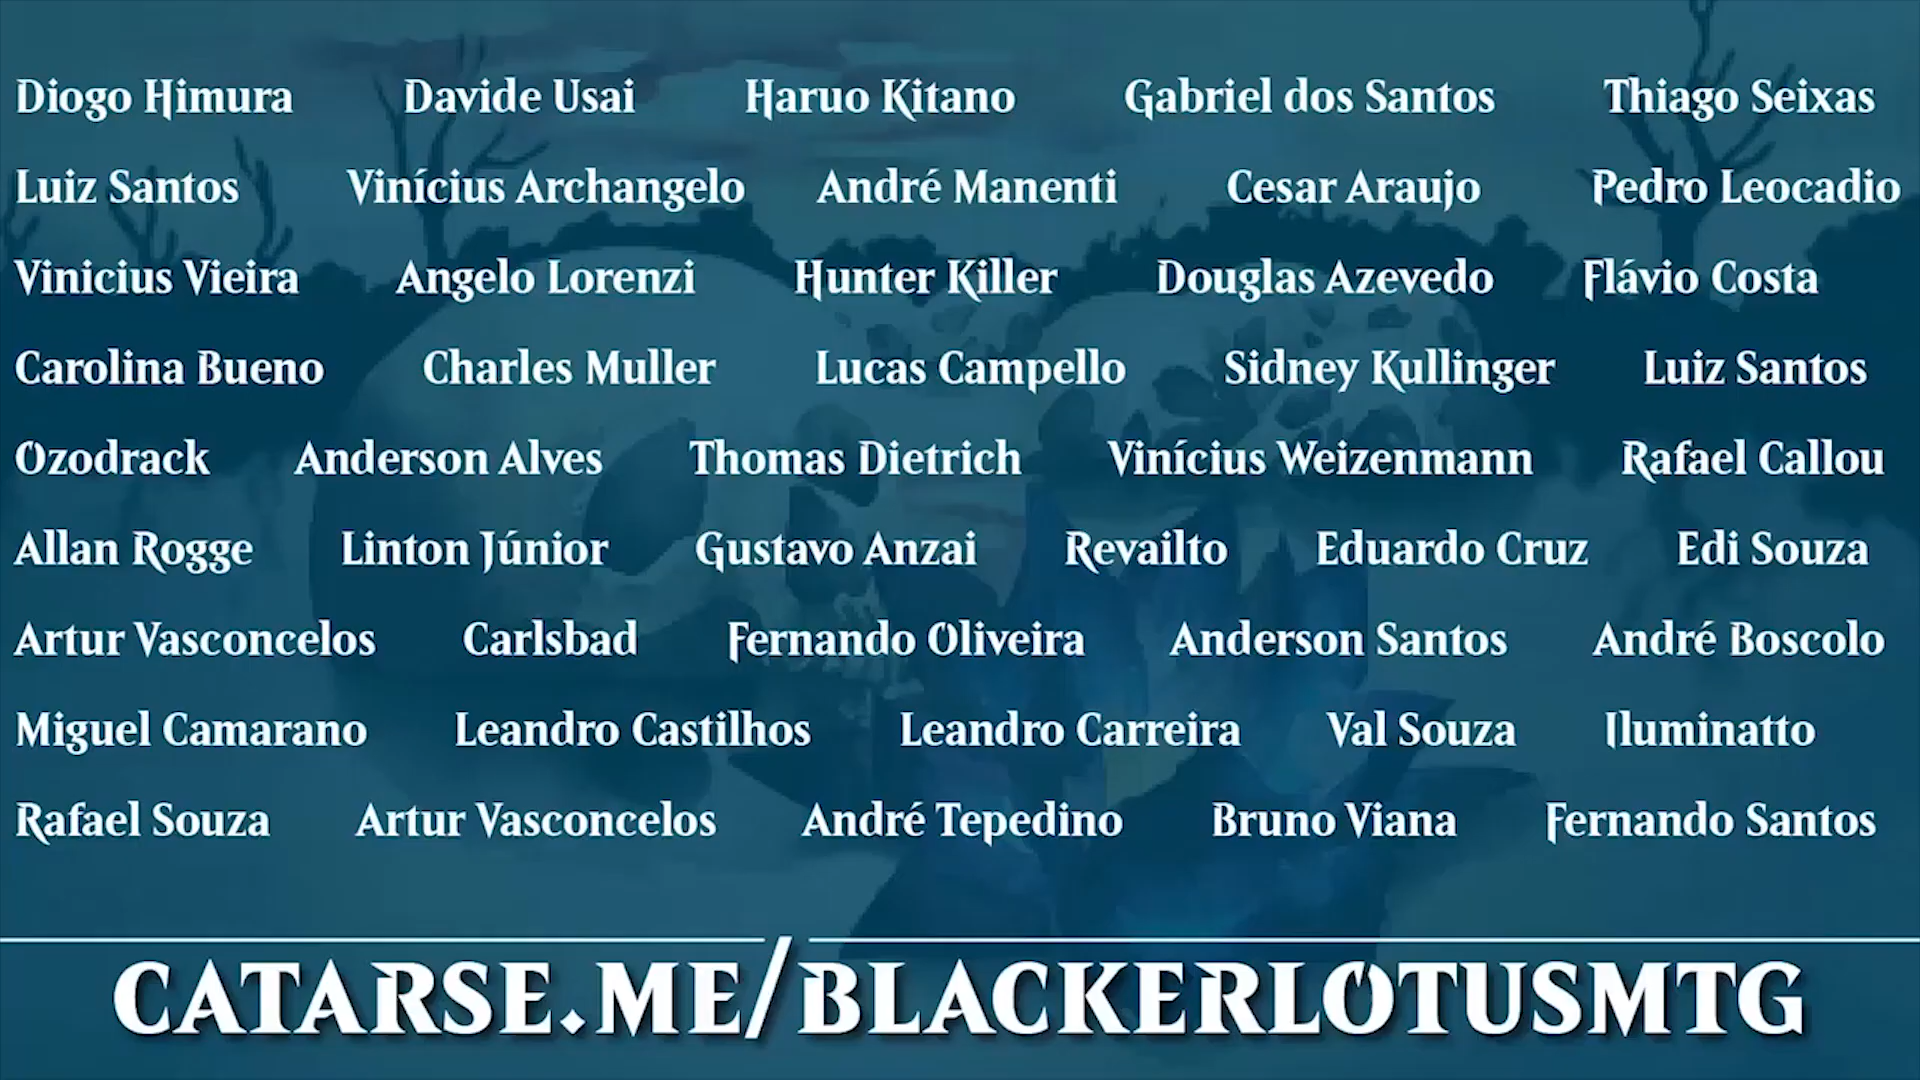 Diogo Himura Davide Usai Haruo Kitano Gabriel dos Santos Thiago Seixas
Luiz Santos Vinícius Archangelo André Manenti Cesar Araujo Pedro Leocadio
Vinicius Vieira Angelo Lorenzi Hunter Killer Douglas Azevedo Flávio Costa
Carolina Bueno Charles Muller Lucas Campello Sidney Kullinger Luiz Santos
Ozodrack Anderson Alves Thomas Dietrich Vinícius Weizenmann Rafael Callou
Allan Rogge Linton Júnior Gustavo Anzai Revailto Eduardo Cruz Edi Souza
Artur Vasconcelos Carlsbad Fernando Oliveira Anderson Santos André Boscolo
Miguel Camarano Leandro Castilhos Leandro Carreira Val Souza Iluminatto
Rafael Souza Artur Vasconcelos André Tepedino Bruno Viana Fernando Santos
CATARSE.ME/BLACKERLOTUSMTG